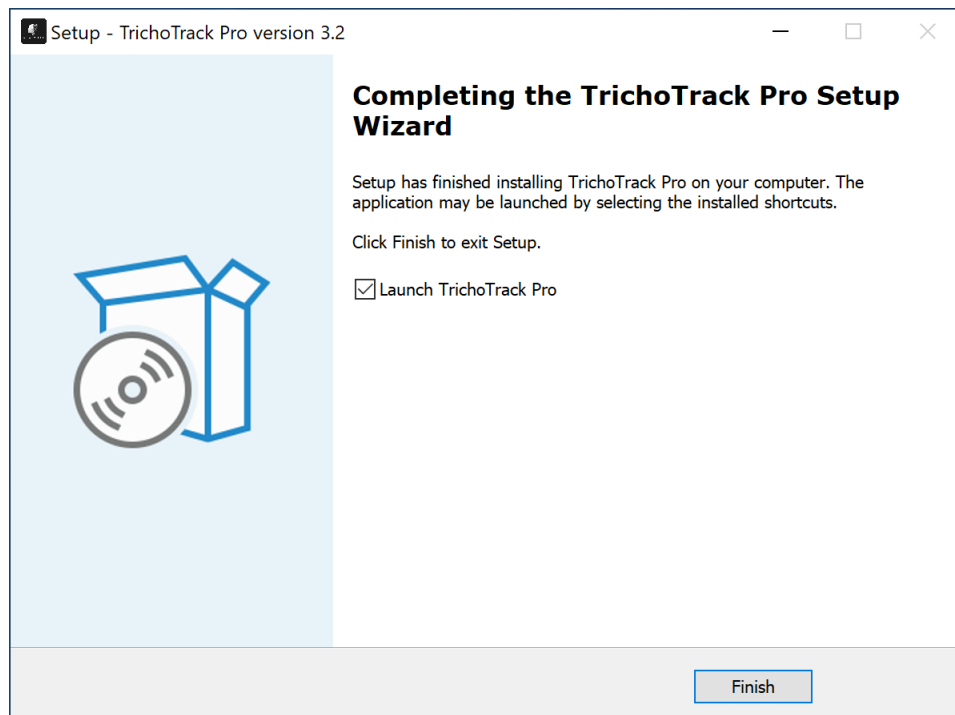 Setup - TrichoTrack Pro version 3.2
Completing the TrichoTrack Pro Setup
Wizard
Setup has finished installing TrichoTrack Pro on your computer. The
application may be launched by selecting the installed shortcuts.
Click Finish to exit Setup.
Launch TrichoTrack Pro
Finish